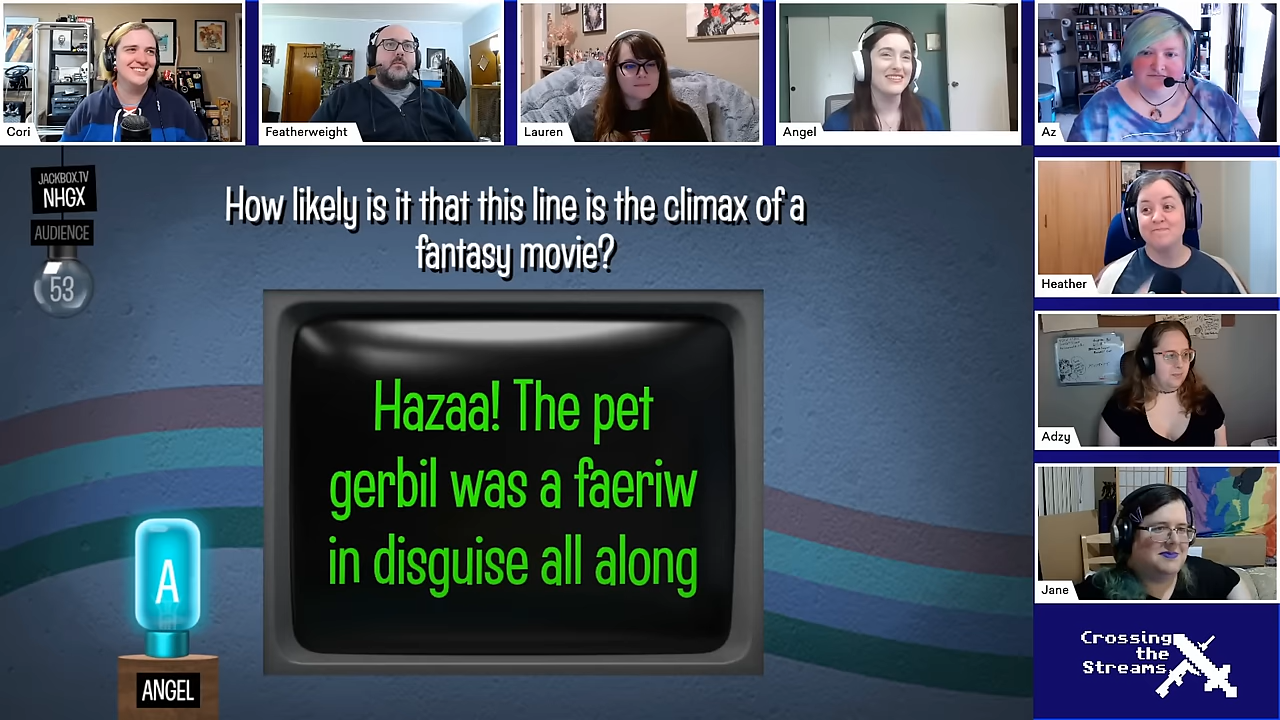 Cori
Featherweight
Lauren
Angel
Az
JACKBOX.TV
NHGX
AUDIENCE
53
How likely is it that this line is the climax of a
fantasy movie?
Hazaa! The pet
gerbil was a faeriw
in disguise all along
A
ANGEL
Heather
Adzy
Jane
Crossing
the
Streams